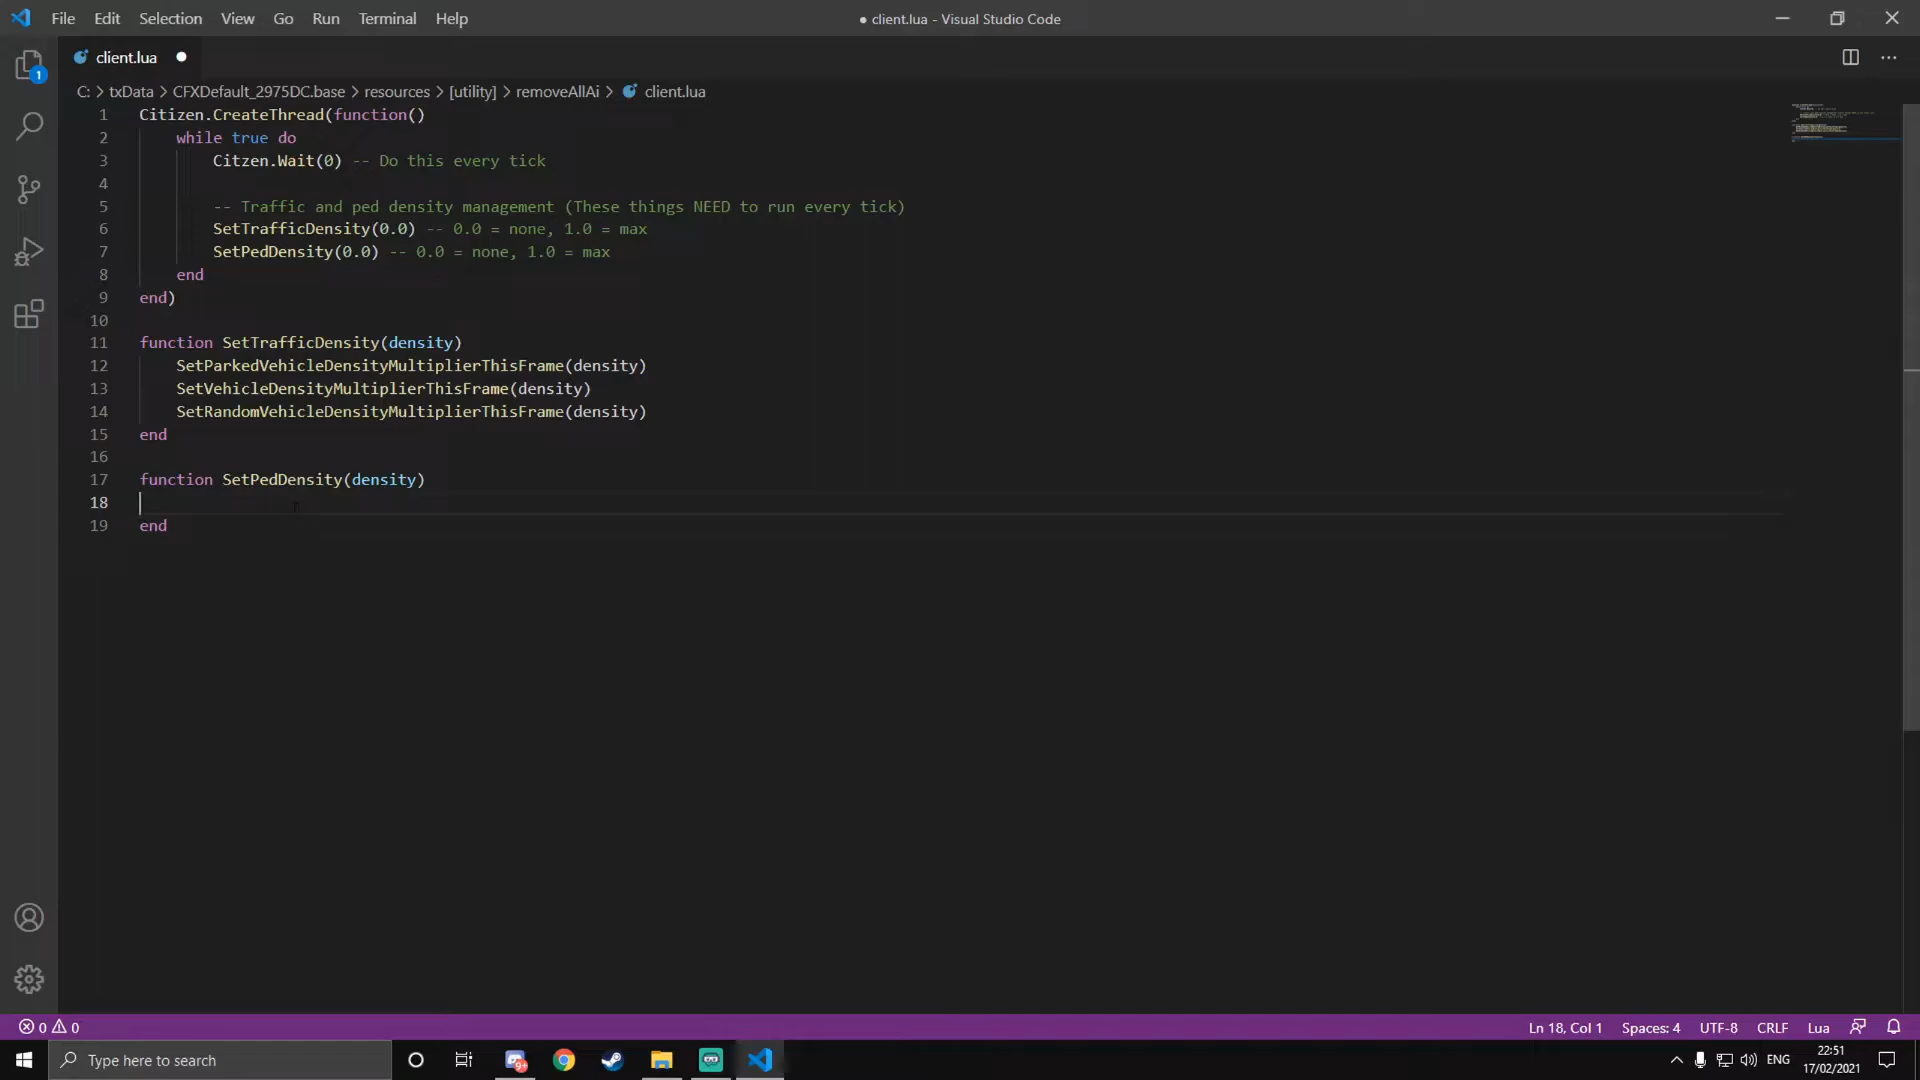 File Edit Selection View Go Run Terminal Help
● client.lua - Visual Studio Code
client.lua
C: > txData > CFXDefault_2975DC.base > resources > [utility] > removeAllAi > client.lua
1 Citizen.CreateThread(function()
2 while true do
3 Citzen.Wait(0) -- Do this every tick
4
5 -- Traffic and ped density management (These things NEED to run every tick)
6 SetTrafficDensity(0.0) -- 0.0 = none, 1.0 = max
7 SetPedDensity(0.0) -- 0.0 = none, 1.0 = max
8 end
9 end)
10
11 function SetTrafficDensity(density)
12 SetParkedVehicleDensityMultiplierThisFrame(density)
13 SetVehicleDensityMultiplierThisFrame(density)
14 SetRandomVehicleDensityMultiplierThisFrame(density)
15 end
16
17 function SetPedDensity(density)
18
19 end
1
0 0
Ln 18, Col 1 Spaces: 4 UTF-8 CRLF Lua
Type here to search
9+
ENG
22:51
17/02/2021